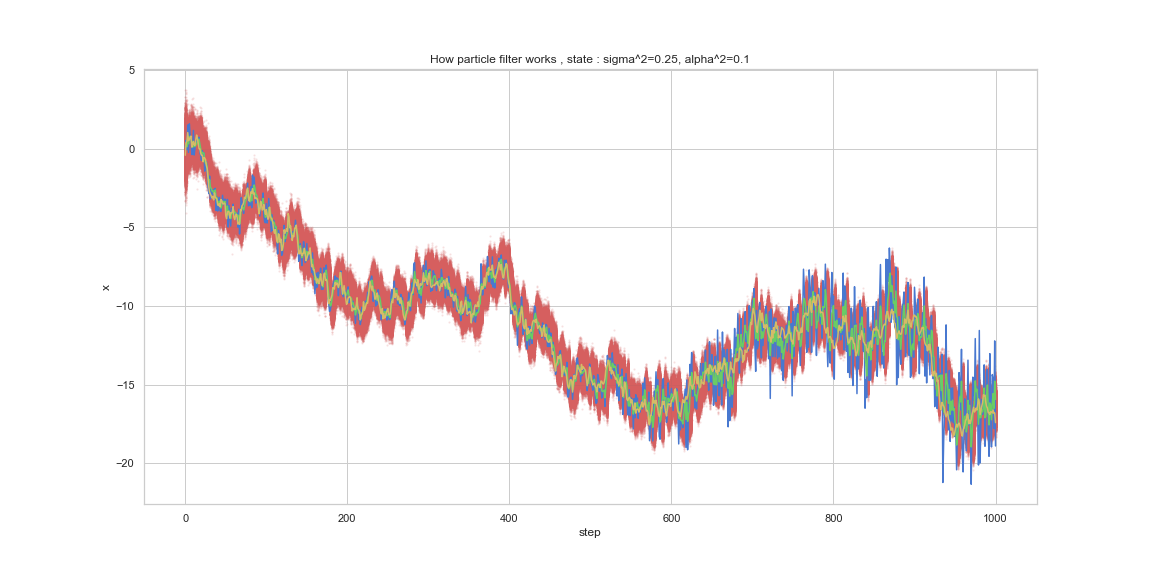 How particle filter works , state : sigma^2=0.25, alpha^2=0.1
5
0
−5
−10
−15
−20
x
0 200 400 600 800 1000
step